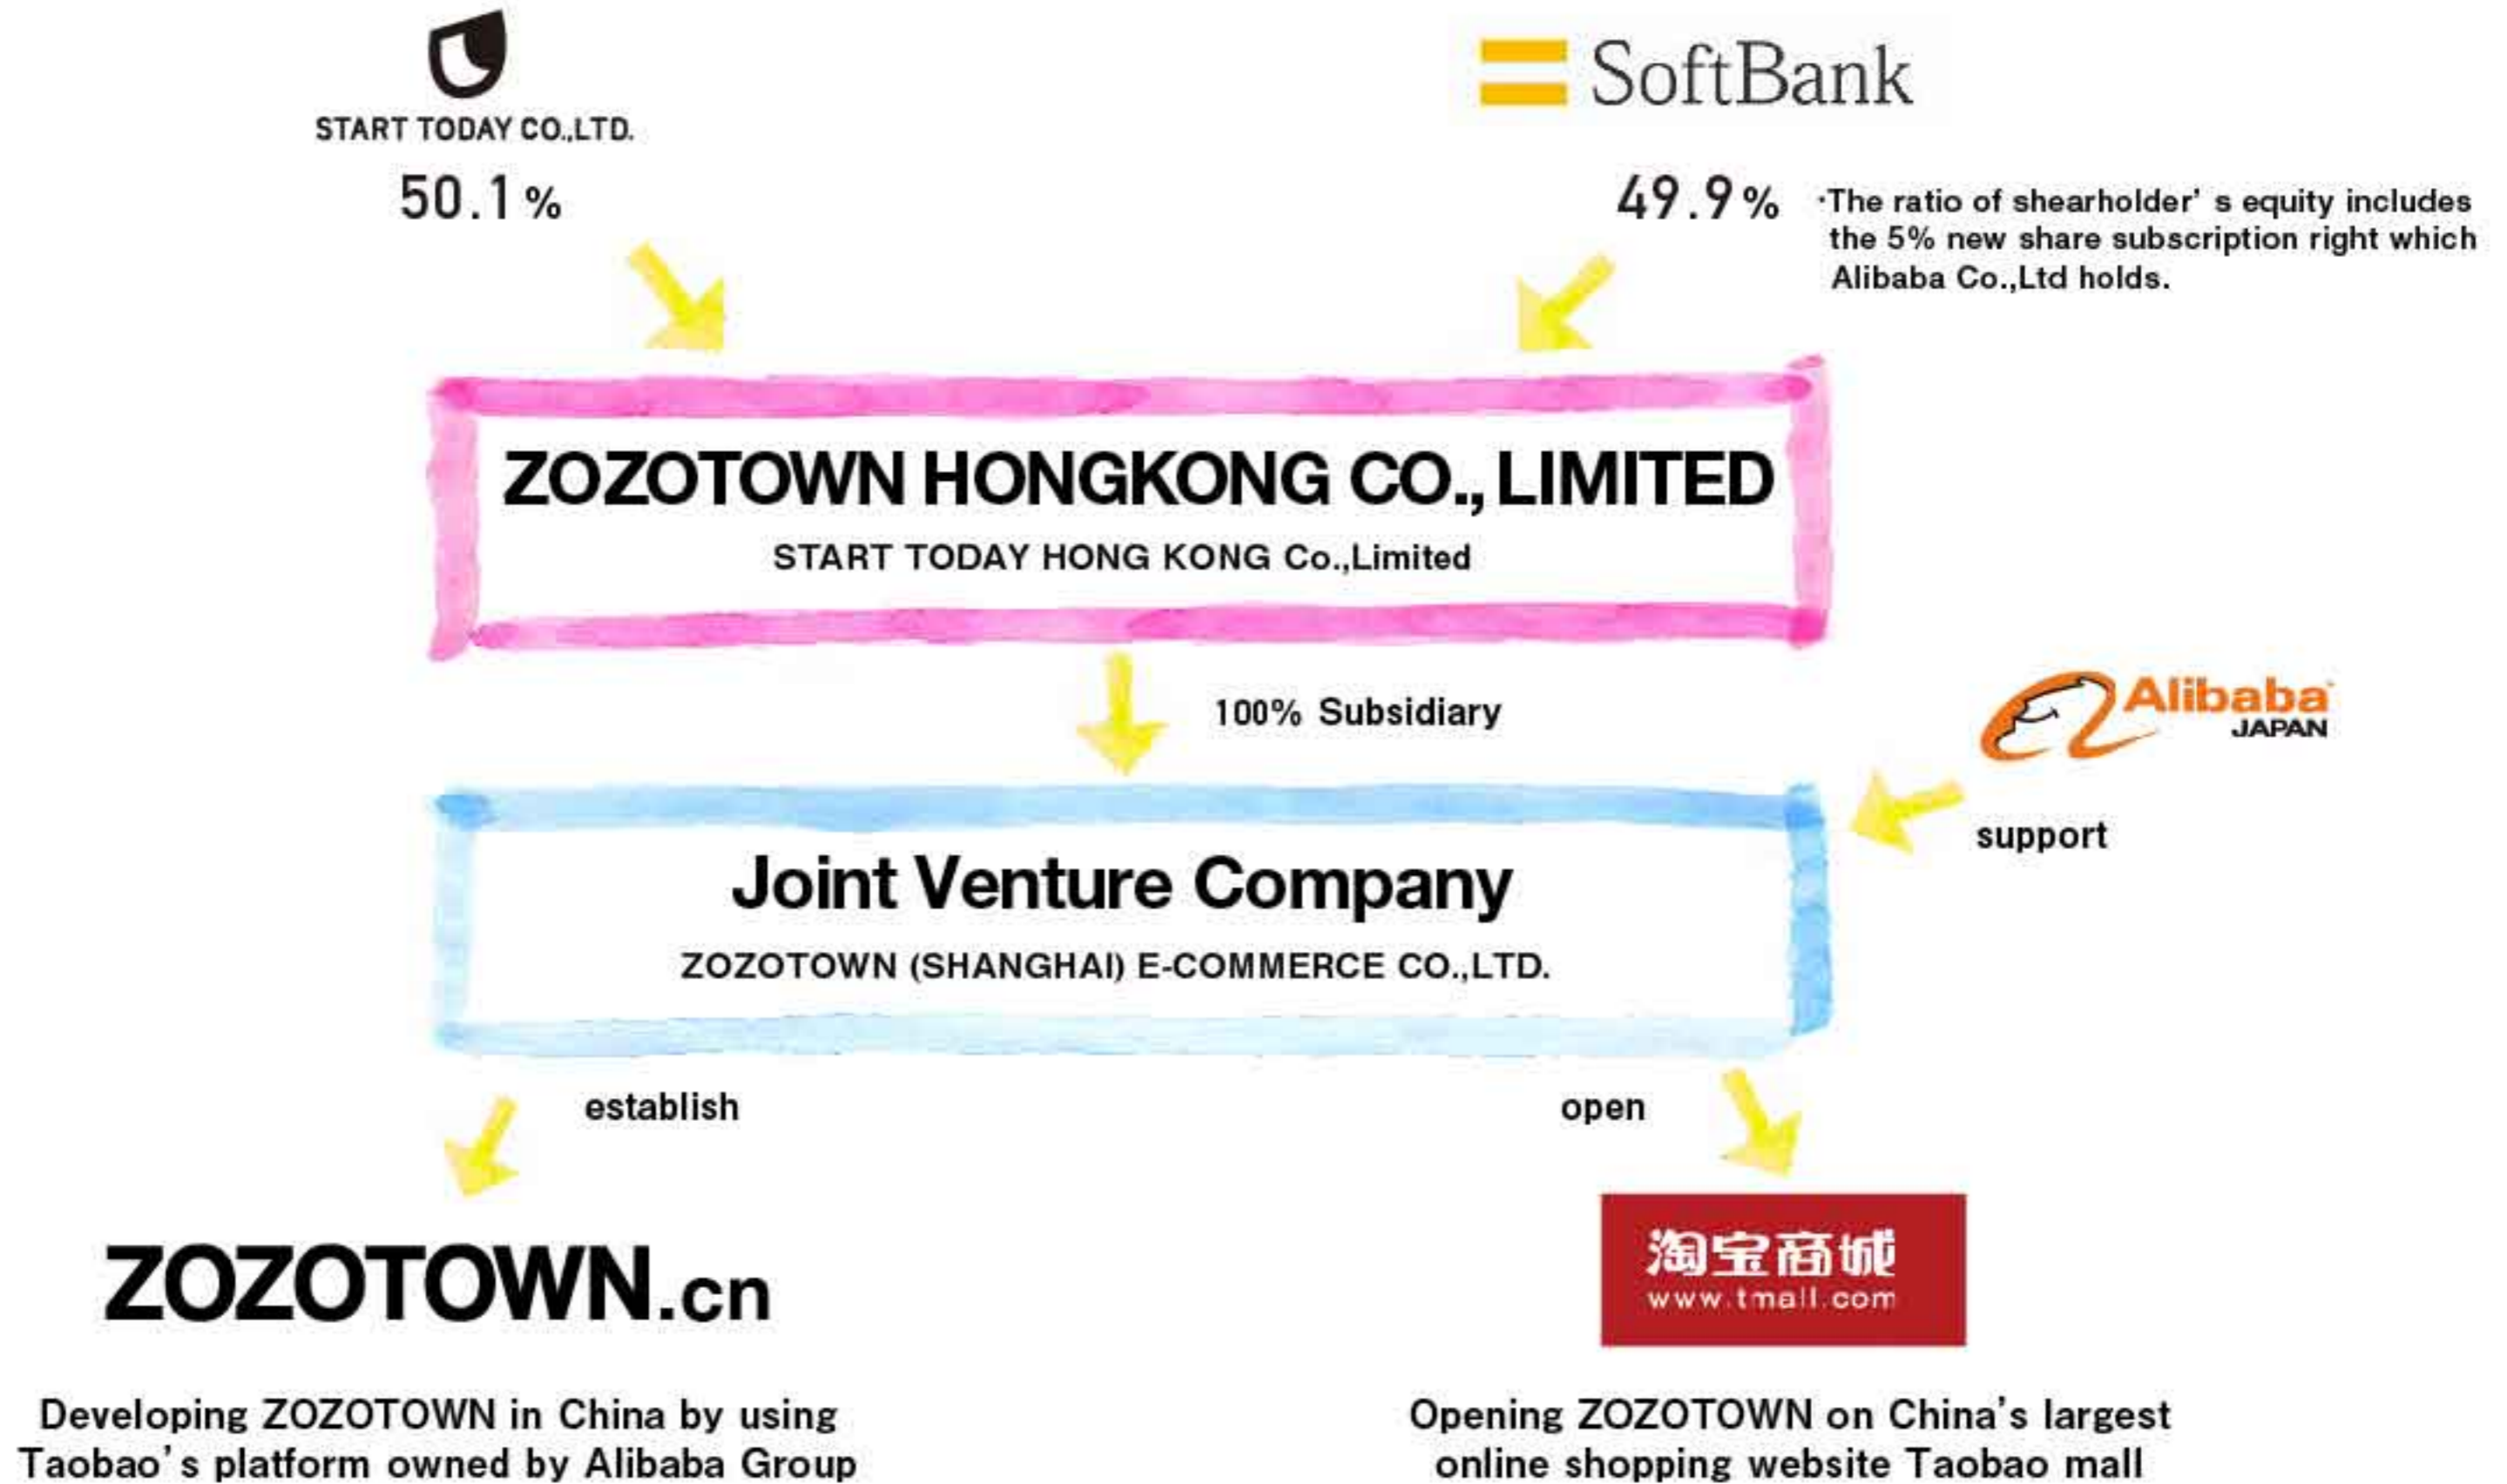 START TODAY CO.,LTD.
50.1%
SoftBank
49.9%
·The ratio of shearholder's equity includes
the 5% new share subscription right which
Alibaba Co.,Ltd holds.
ZOZOTOWN HONGKONG CO., LIMITED
START TODAY HONG KONG Co.,Limited
100% Subsidiary
Alibaba
JAPAN
support
Joint Venture Company
ZOZOTOWN (SHANGHAI) E-COMMERCE CO.,LTD.
establish
open
ZOZOTOWN.cn
淘宝商城
www.tmall.com
Developing ZOZOTOWN in China by using
Taobao's platform owned by Alibaba Group
Opening ZOZOTOWN on China's largest
online shopping website Taobao mall